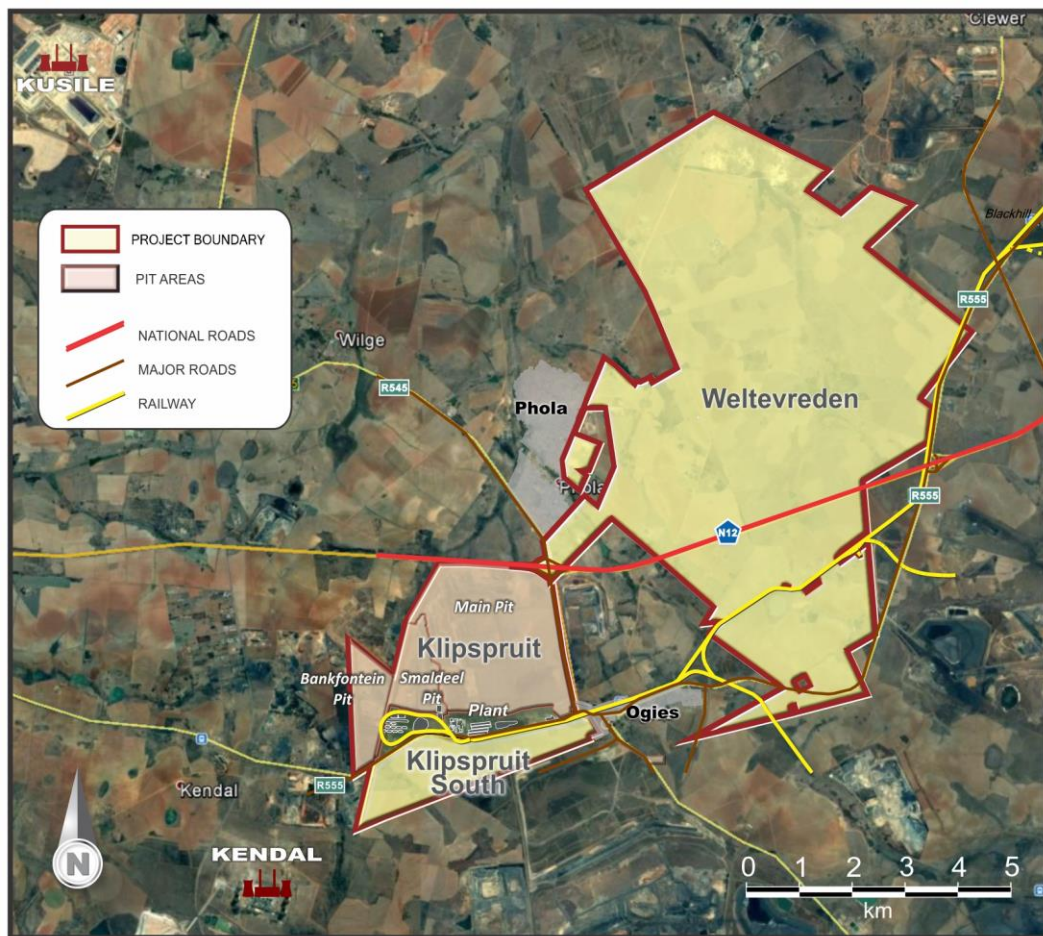 Clewer
KUSILE
PROJECT BOUNDARY
PIT AREAS
NATIONAL ROADS
MAJOR ROADS
RAILWAY
Blackhill
R555
Wilge
R545
Phola
Weltevreden
Phola
R555
N12
Main Pit
Klipspruit
Bankfontein
Pit
Smaldeel
Pit
Plant
Ogies
Klipspruit
South
R555
Kendal
KENDAL
N
0 1 2 3 4 5
km